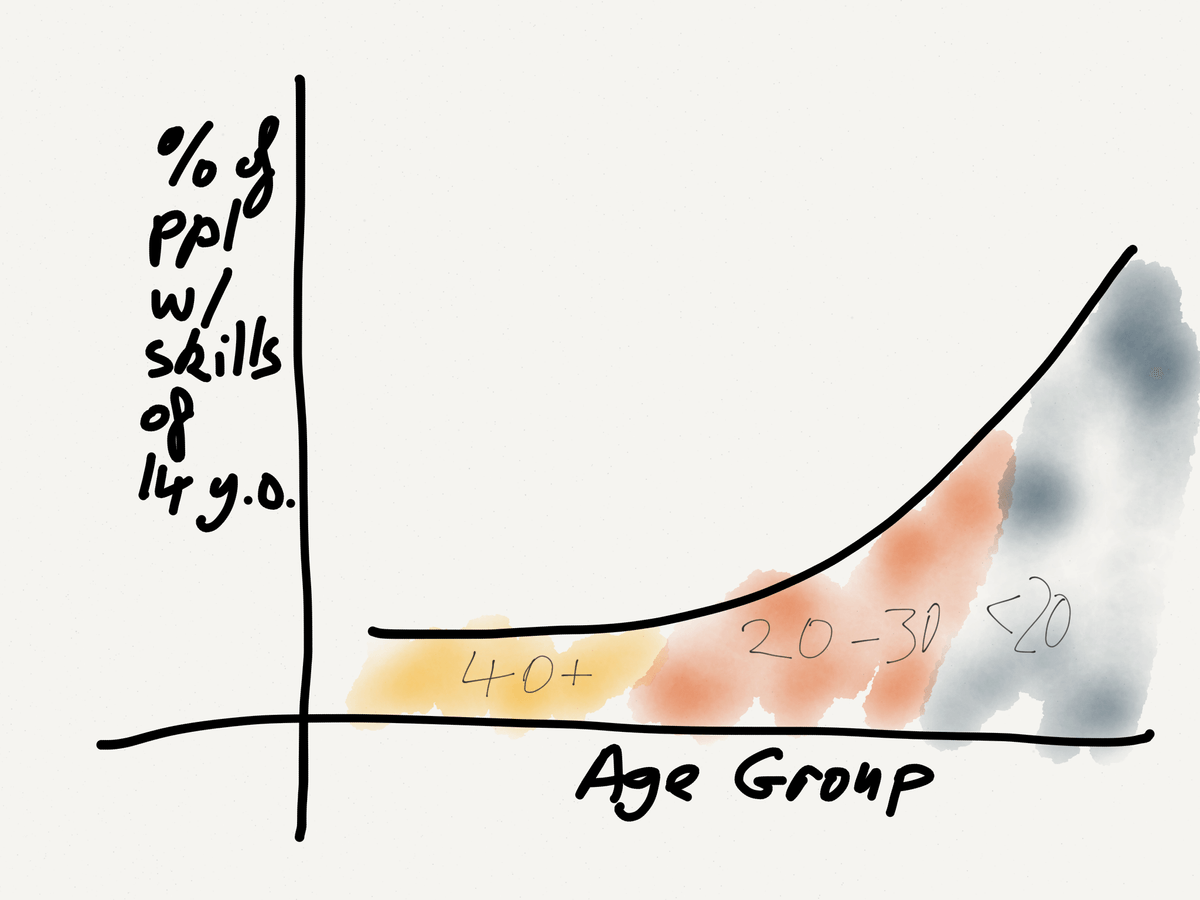 % of
ppl
w/
skills
of
14 y.o.
40+
20-30
<20
Age Group